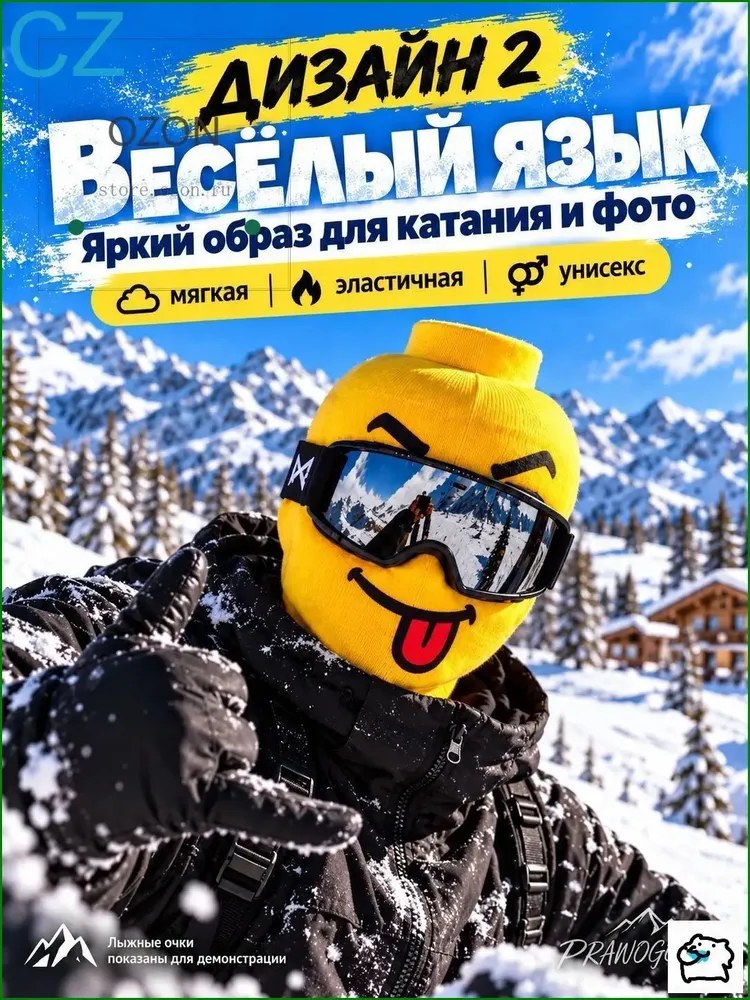 CZ
ДИЗАЙН 2
OZON
ВЕСЁЛЫЙ ЯЗЫК
store.ozon.ru
Яркий образ для катания и фото
мягкая | эластичная | унисекс
Лыжные очки
показаны для демонстрации